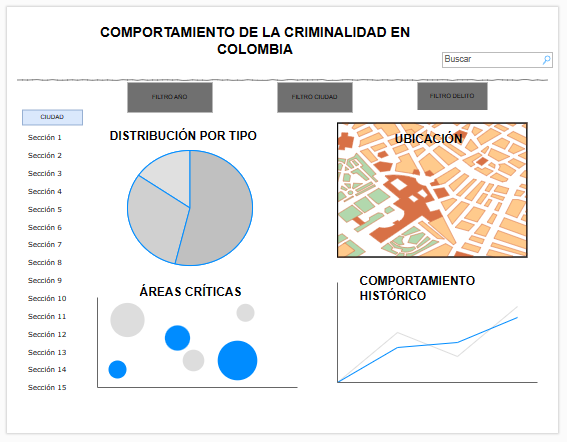 COMPORTAMIENTO DE LA CRIMINALIDAD EN
COLOMBIA
Buscar
FILTRO AÑO
FILTRO CIUDAD
FILTRO DELITO
CIUDAD
Sección 1
Sección 2
Sección 3
Sección 4
Sección 5
Sección 6
Sección 7
Sección 8
Sección 9
Sección 10
Sección 11
Sección 12
Sección 13
Sección 14
Sección 15
DISTRIBUCIÓN POR TIPO
UBICACIÓN
ÁREAS CRÍTICAS
COMPORTAMIENTO
HISTÓRICO